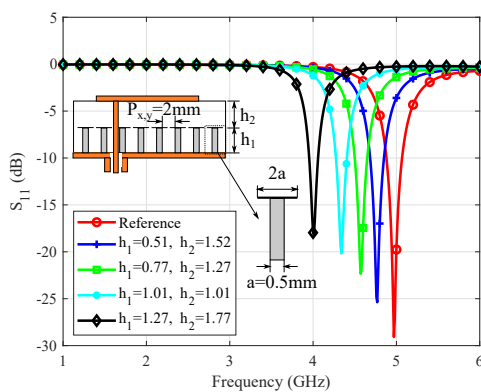 0
-5
-10
-15
-20
-25
-30
S11 (dB)
1
2
3
4
5
6
Frequency (GHz)
Px,y=2mm
h2
h1
2a
a=0.5mm
Reference
h1=0.51, h2=1.52
h1=0.77, h2=1.27
h1=1.01, h2=1.01
h1=1.27, h2=1.77